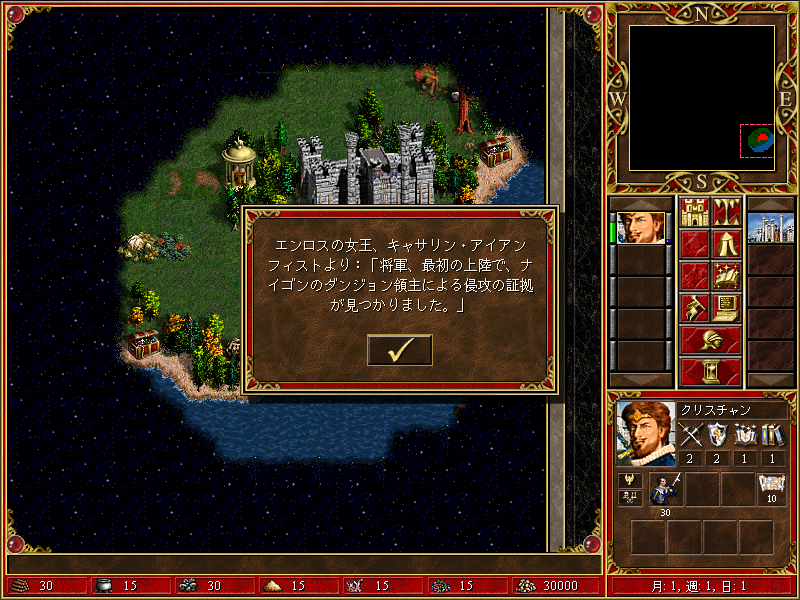 N
W
E
S
エンロスの女王、キャサリン・アイアン
フィストより：「将軍、最初の上陸で、ナ
イゴンのダンジョン領主による侵攻の証拠
が見つかりました。」
クリスチャン
2 2 1 1
10
30
30 15 30 15 15 15 30000
月: 1, 週: 1, 日: 1